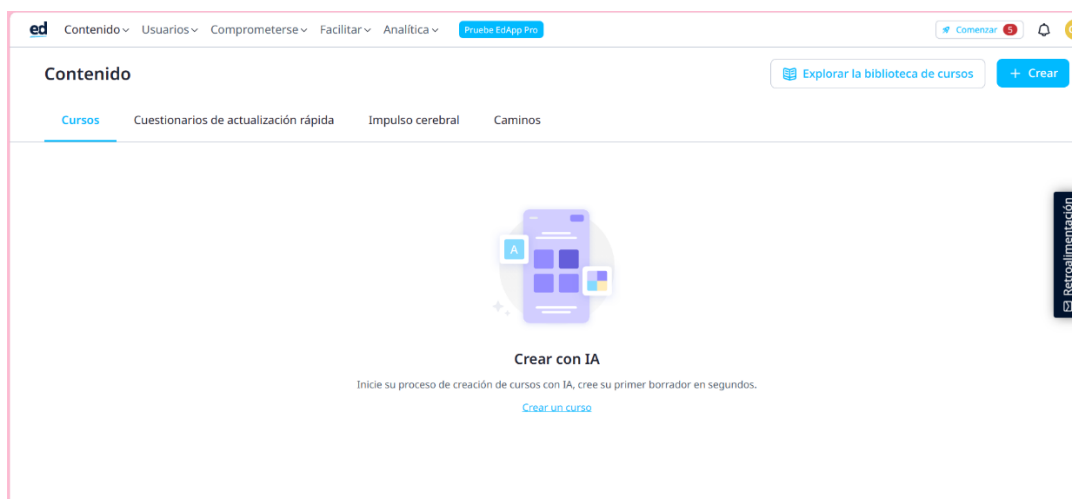 ed Contenido Usuarios Comprometerse Facilitar Analítica Pruebe EdApp Pro Comenzar 5
Contenido Explorar la biblioteca de cursos + Crear
Cursos Cuestionarios de actualización rápida Impulso cerebral Caminos
A
Retroalimentación
Crear con IA
Inicie su proceso de creación de cursos con IA, cree su primer borrador en segundos.
Crear un curso